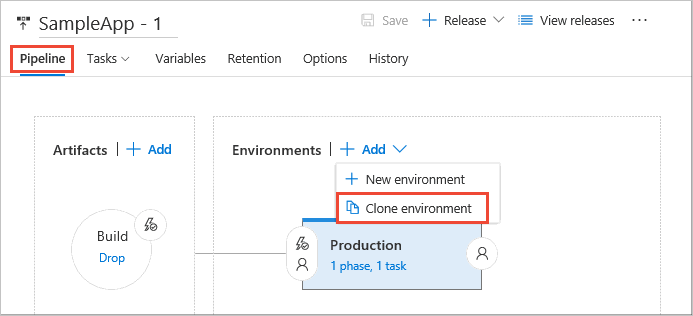 SampleApp - 1
Save
Release
View releases
Pipeline
Tasks
Variables
Retention
Options
History
Artifacts | + Add
Environments | + Add
New environment
Clone environment
Build
Drop
Production
1 phase, 1 task